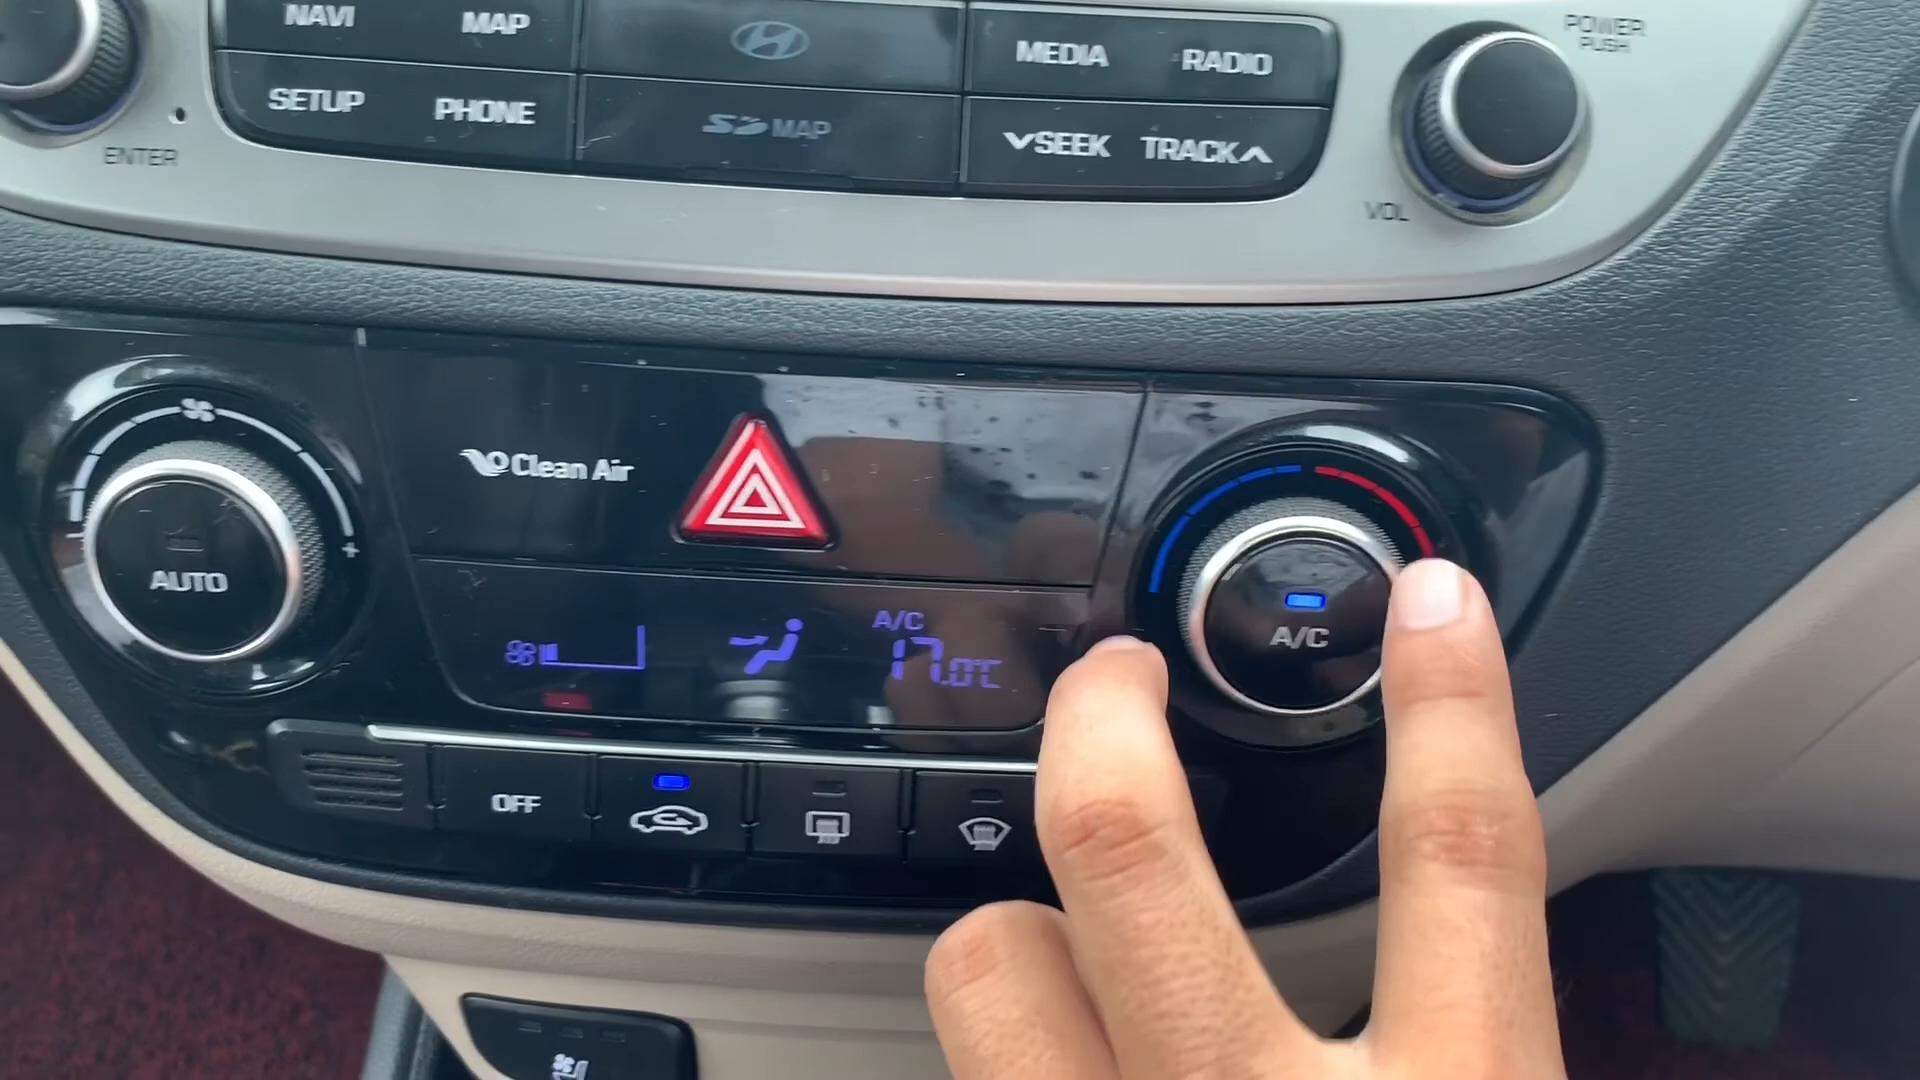 NAVI MAP
MEDIA RADIO
POWER
PUSH
SETUP PHONE
SD MAP
SEEK TRACK
ENTER
VOL
Clean Air
AUTO
A/C
17.0°C
A/C
OFF